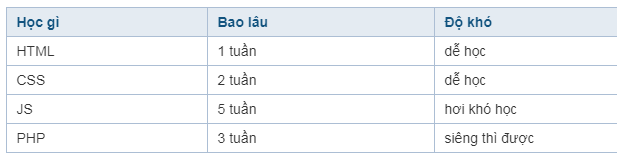 Học gì Bao lâu Độ khó
HTML 1 tuần dễ học
CSS 2 tuần dễ học
JS 5 tuần hơi khó học
PHP 3 tuần siêng thì được